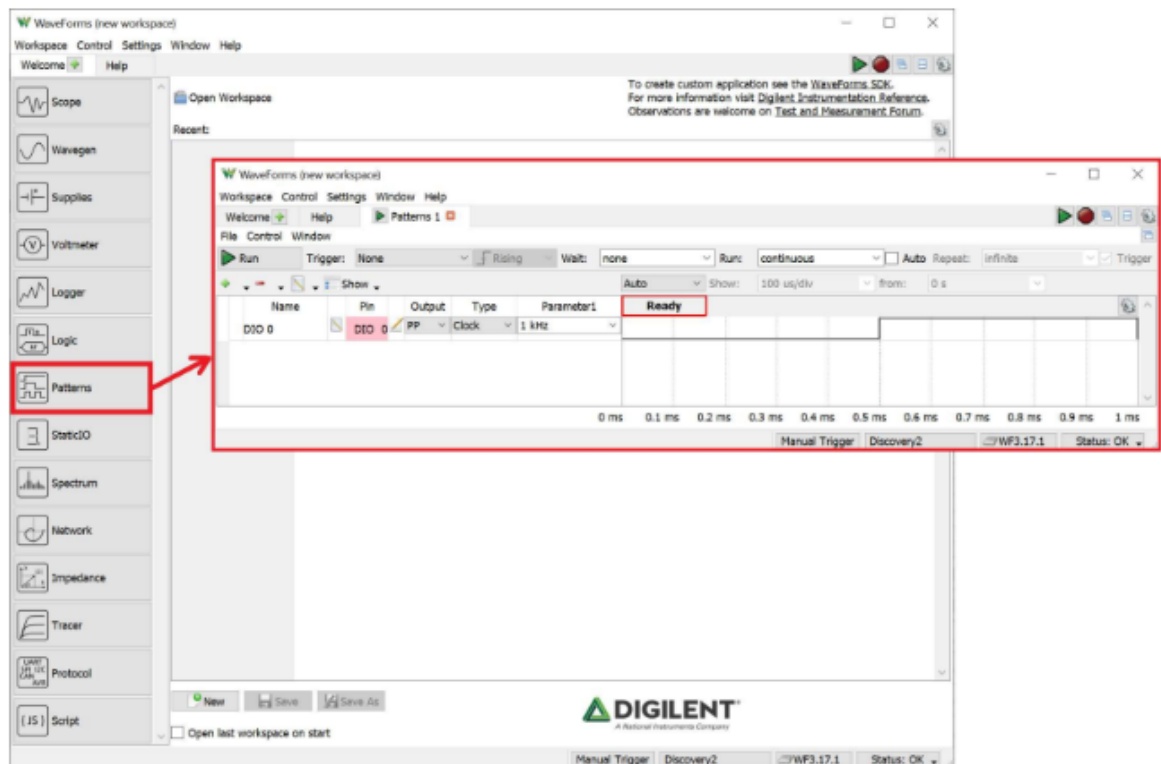 WaveForms (new workspace)
Workspace Control Settings Window Help
Welcome Help
Scope
Wavegen
Supplies
Voltmeter
Logger
Logic
Patterns
StaticIO
Spectrum
Network
Impedance
Tracer
Protocol
{JS} Script
Open Workspace
To create custom application see the WaveForms SDK.
For more information visit Digilent Instrumentation Reference.
Observations are welcome on Test and Measurement Forum.
Recent:
WaveForms (new workspace)
Workspace Control Settings Window Help
Welcome Help Patterns 1
File Control Window
Run Trigger: None Rising Wait: none Run: continuous Auto Repeat: infinite Trigger
Show Auto Show: 100 us/div from: 0 s
Name Pin Output Type Parameter1 Ready
DIO 0 DIO 0 PP Clock 1 kHz
0 ms 0.1 ms 0.2 ms 0.3 ms 0.4 ms 0.5 ms 0.6 ms 0.7 ms 0.8 ms 0.9 ms 1 ms
Manual Trigger Discovery2 WF3.17.1 Status: OK
New Save Save As
DIGILENT
A National Instruments Company
Open last workspace on start
Manual Trigger Discovery2 WF3.17.1 Status: OK